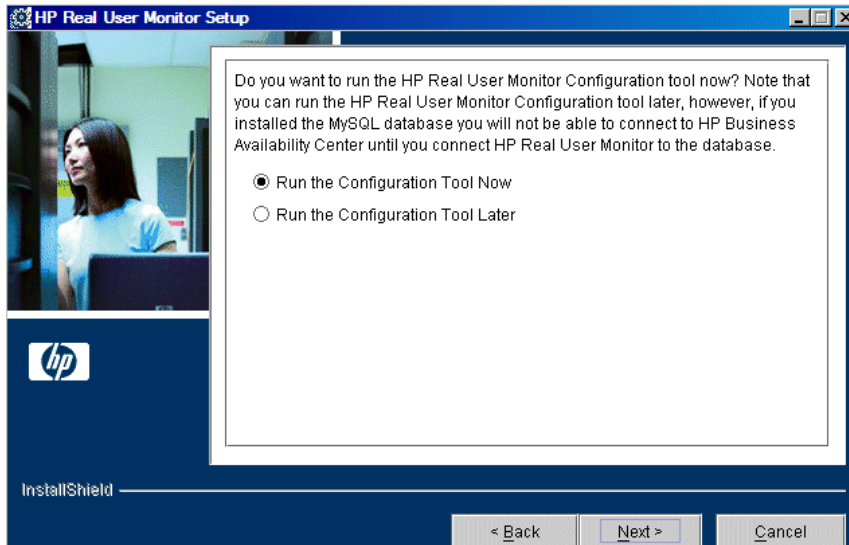 HP Real User Monitor Setup
Do you want to run the HP Real User Monitor Configuration tool now? Note that
you can run the HP Real User Monitor Configuration tool later, however, if you
installed the MySQL database you will not be able to connect to HP Business
Availability Center until you connect HP Real User Monitor to the database.
Run the Configuration Tool Now
Run the Configuration Tool Later
hp
InstallShield
< Back Next > Cancel